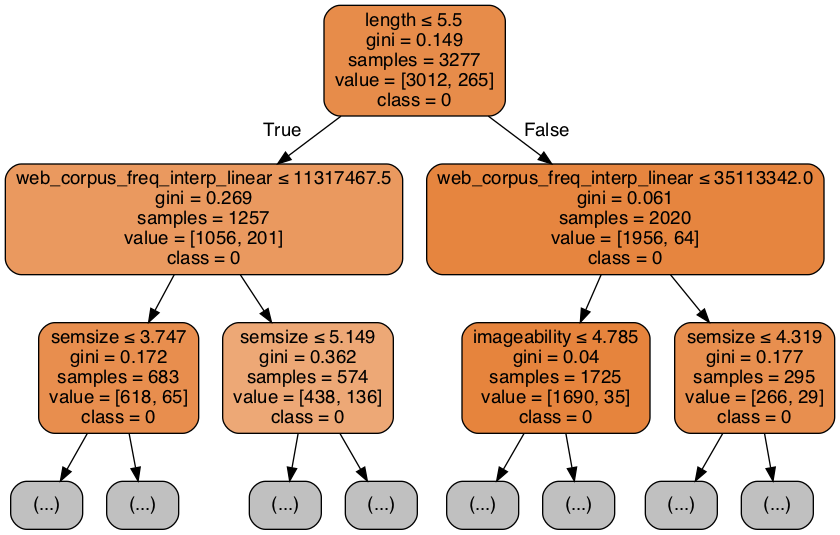 length ≤ 5.5
gini = 0.149
samples = 3277
value = [3012, 265]
class = 0
True
False
web_corpus_freq_interp_linear ≤ 11317467.5
gini = 0.269
samples = 1257
value = [1056, 201]
class = 0
web_corpus_freq_interp_linear ≤ 35113342.0
gini = 0.061
samples = 2020
value = [1956, 64]
class = 0
semsize ≤ 3.747
gini = 0.172
samples = 683
value = [618, 65]
class = 0
semsize ≤ 5.149
gini = 0.362
samples = 574
value = [438, 136]
class = 0
imageability ≤ 4.785
gini = 0.04
samples = 1725
value = [1690, 35]
class = 0
semsize ≤ 4.319
gini = 0.177
samples = 295
value = [266, 29]
class = 0
(...)
(...)
(...)
(...)
(...)
(...)
(...)
(...)